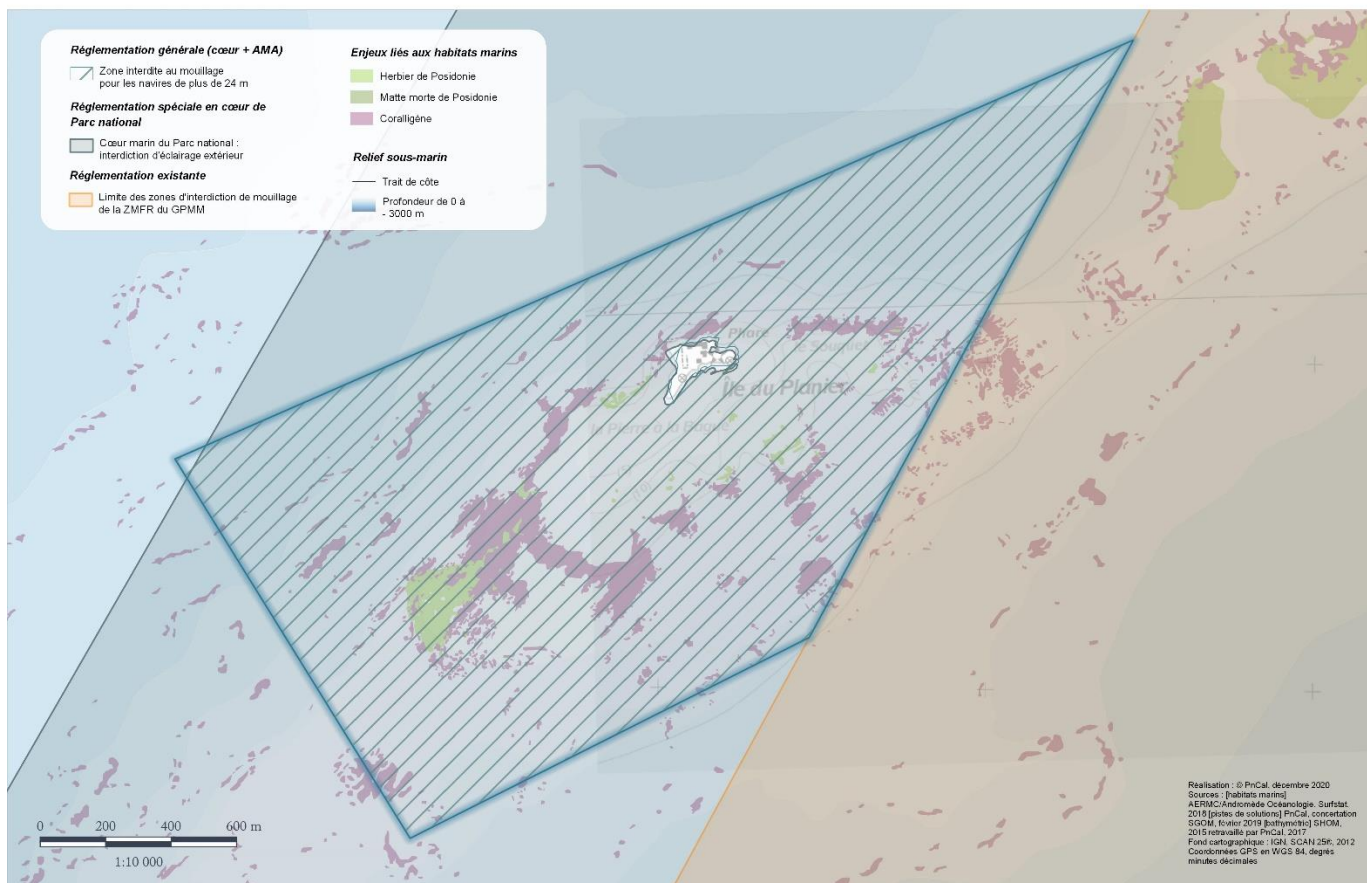 Réglementation générale (cœur + AMA)
Zone interdite au mouillage
pour les navires de plus de 24 m
Réglementation spéciale en cœur de
Parc national
Cœur marin du Parc national :
interdiction d'éclairage extérieur
Réglementation existante
Limite des zones d'interdiction de mouillage
de la ZMFR du GPMM
Enjeux liés aux habitats marins
Herbier de Posidonie
Matte morte de Posidonie
Coralligène
Relief sous-marin
Trait de côte
Profondeur de 0 à
- 3000 m
Phare
le Souquet
Île du Planier
la Pierre à la Bague
0 200 400 600 m
1:10 000
Réalisation : © PnCal, décembre 2020
Sources : [habitats marins]
AERMC/Andromède Océanologie. Surfstat.
2018 [pistes de solutions] PnCal, concertation
SGOM, février 2019 [bathymétrie] SHOM,
2015 retravaillé par PnCal, 2017
Fond cartographique : IGN, SCAN 25®, 2012
Coordonnées GPS en WGS 84, degrés
minutes décimales